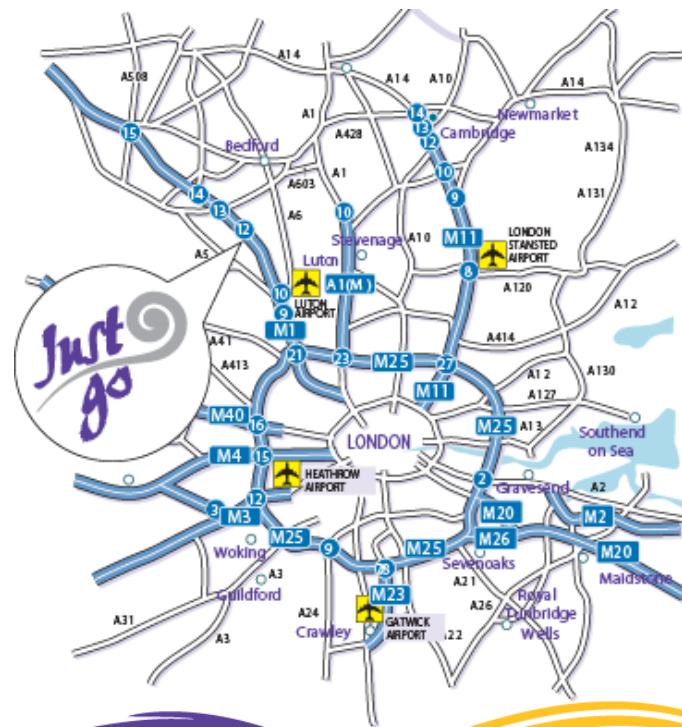 A14
A508
A14
A10
A14
15
A1
14
Newmarket
13
Cambridge
A428
12
Bedford
A134
A1
10
A603
14
A131
9
13
A6
10
12
M11
LONDON
STANSTED
AIRPORT
A10
Stevenage
A5
Luton
8
A1(M)
A120
10
LUTON
AIRPORT
A12
9
M1
A414
Just
go
A41
21
23
M25
27
A413
A130
A12
M11
A127
M40
16
M25
A13
LONDON
Southend
on Sea
M4
15
HEATHROW
AIRPORT
2
Gravesend
A2
12
3
M3
M20
M2
M25
M26
9
M25
M20
Woking
Sevenoaks
28
A3
A21
Maidstone
Guildford
M23
Royal
Tunbridge
Wells
A24
A26
A31
GATWICK
AIRPORT
Crawley
A3
A22